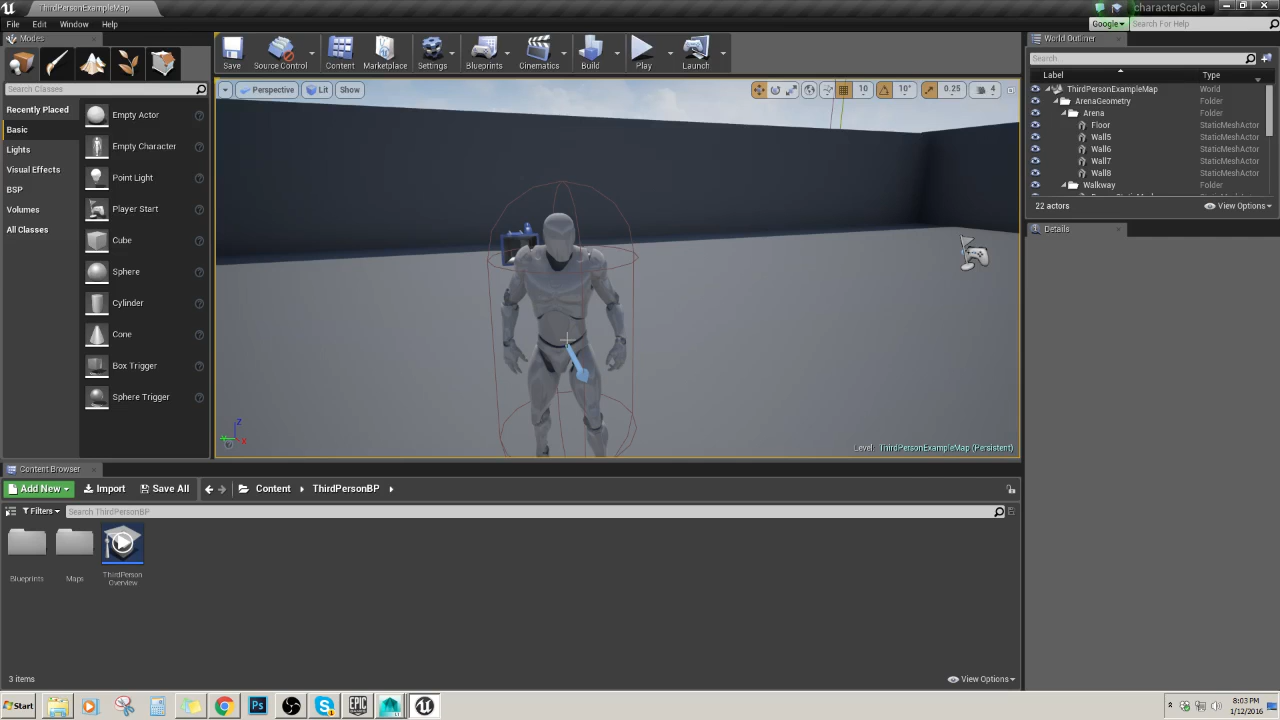 ThirdPersonExampleMap
characterScale
File Edit Window Help
Google Search For Help
Modes
Search Classes
Recently Placed
Basic
Lights
Visual Effects
BSP
Volumes
All Classes
Empty Actor
Empty Character
Point Light
Player Start
Cube
Sphere
Cylinder
Cone
Box Trigger
Sphere Trigger
Save Source Control Content Marketplace Settings Blueprints Cinematics Build Play Launch
Perspective Lit Show
10 10° 0.25 4
Z
X
Level: ThirdPersonExampleMap (Persistent)
World Outliner
Search...
Label Type
ThirdPersonExampleMap World
ArenaGeometry Folder
Arena Folder
Floor StaticMeshActor
Wall5 StaticMeshActor
Wall6 StaticMeshActor
Wall7 StaticMeshActor
Wall8 StaticMeshActor
Walkway Folder
22 actors View Options
Details
Content Browser
Add New Import Save All Content ThirdPersonBP
Filters Search ThirdPersonBP
Blueprints
Maps
ThirdPerson
Overview
3 items View Options
Start
Ps
EPIC
GAMES
LT
8:03 PM
1/12/2016